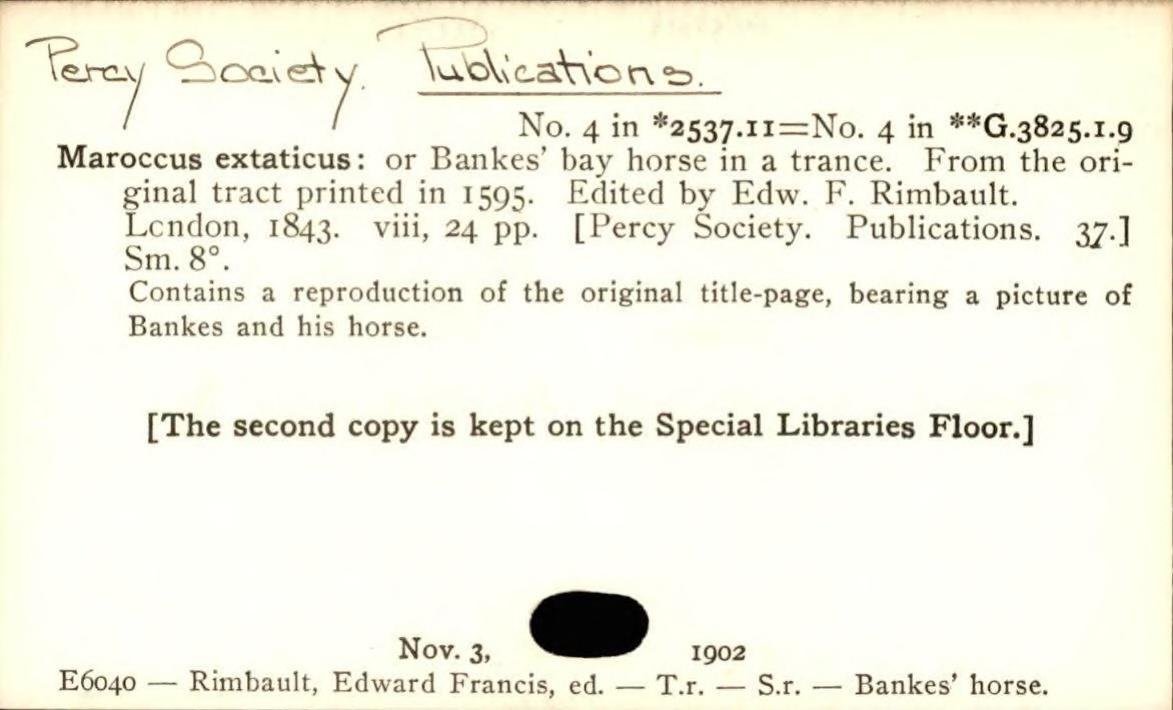 Percy Society. Publications.
No. 4 in *2537.11=No. 4 in **G.3825.1.9
Maroccus extaticus: or Bankes' bay horse in a trance. From the ori-
ginal tract printed in 1595. Edited by Edw. F. Rimbault.
Lcndon, 1843. viii, 24 pp. [Percy Society. Publications. 37.]
Sm. 8°.
Contains a reproduction of the original title-page, bearing a picture of
Bankes and his horse.
[The second copy is kept on the Special Libraries Floor.]
Nov. 3, 1902
E6040 — Rimbault, Edward Francis, ed. — T.r. — S.r. — Bankes' horse.